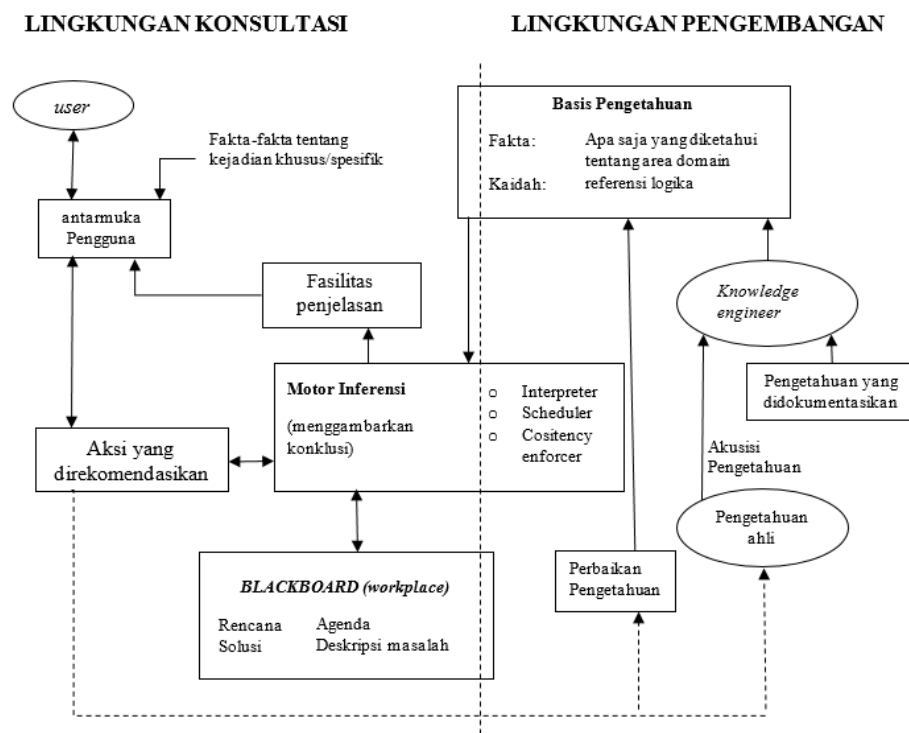 LINGKUNGAN KONSULTASI
LINGKUNGAN PENGEMBANGAN
user
Fakta-fakta tentang
kejadian khusus/spesifik
antarmuka
Pengguna
Fasilitas
penjelasan
Basis Pengetahuan
Fakta: Apa saja yang diketahui
tentang area domain
Kaidah: referensi logika
Knowledge
engineer
Pengetahuan yang
didokumentasikan
Motor Inferensi
(menggambarkan
konklusi)
o Interpreter
o Scheduler
o Cositency
enforcer
Aksi yang
direkomendasikan
Akusisi
Pengetahuan
Pengetahuan
ahli
Perbaikan
Pengetahuan
BLACKBOARD (workplace)
Rencana Agenda
Solusi Deskripsi masalah